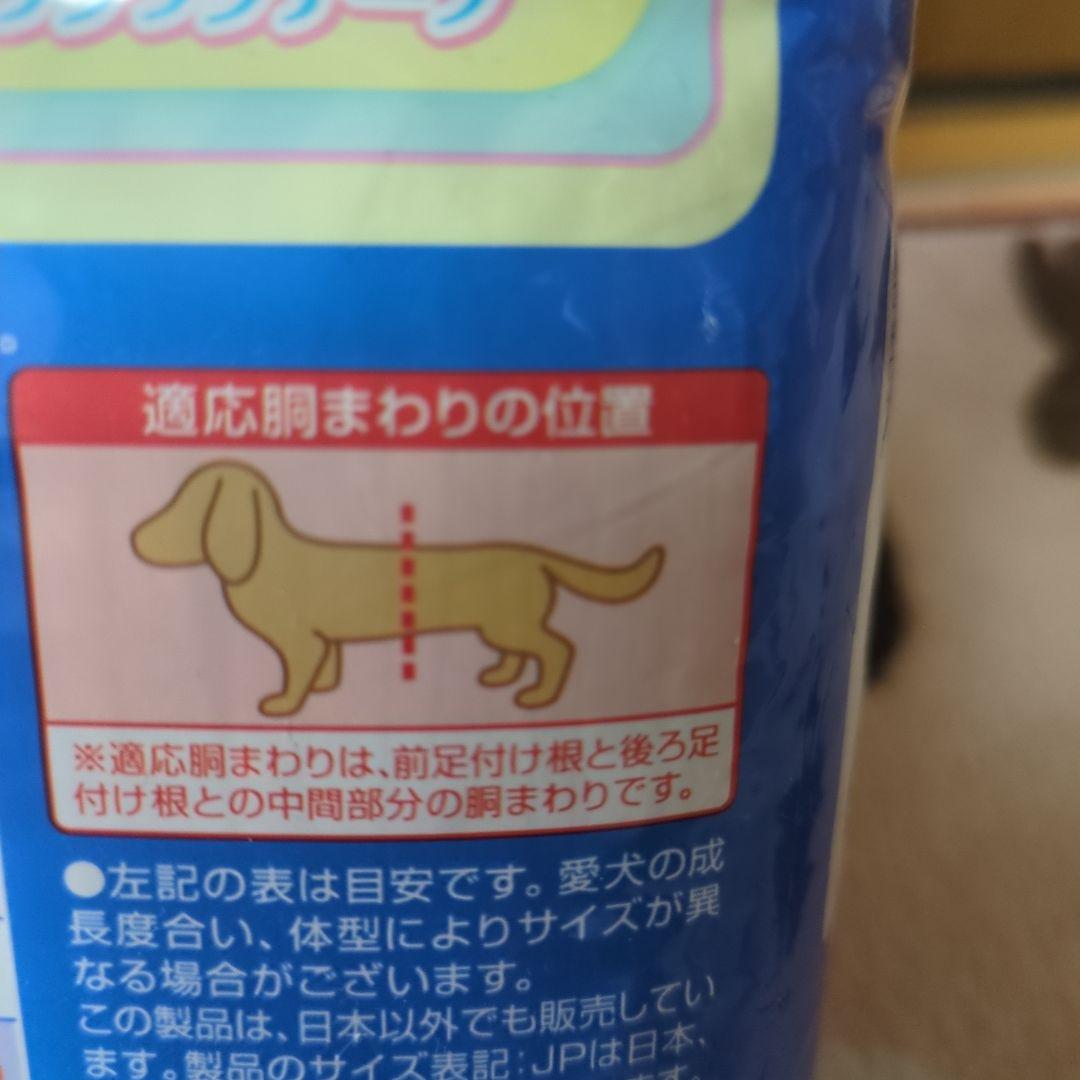 適応胴まわりの位置
※適応胴まわりは、前足付け根と後ろ足
付け根との中間部分の胴まわりです。
●左記の表は目安です。愛犬の成
長度合い、体型によりサイズが異
なる場合がございます。
この製品は、日本以外でも販売してい
ます。製品のサイズ表記：JPは日本、
ます。